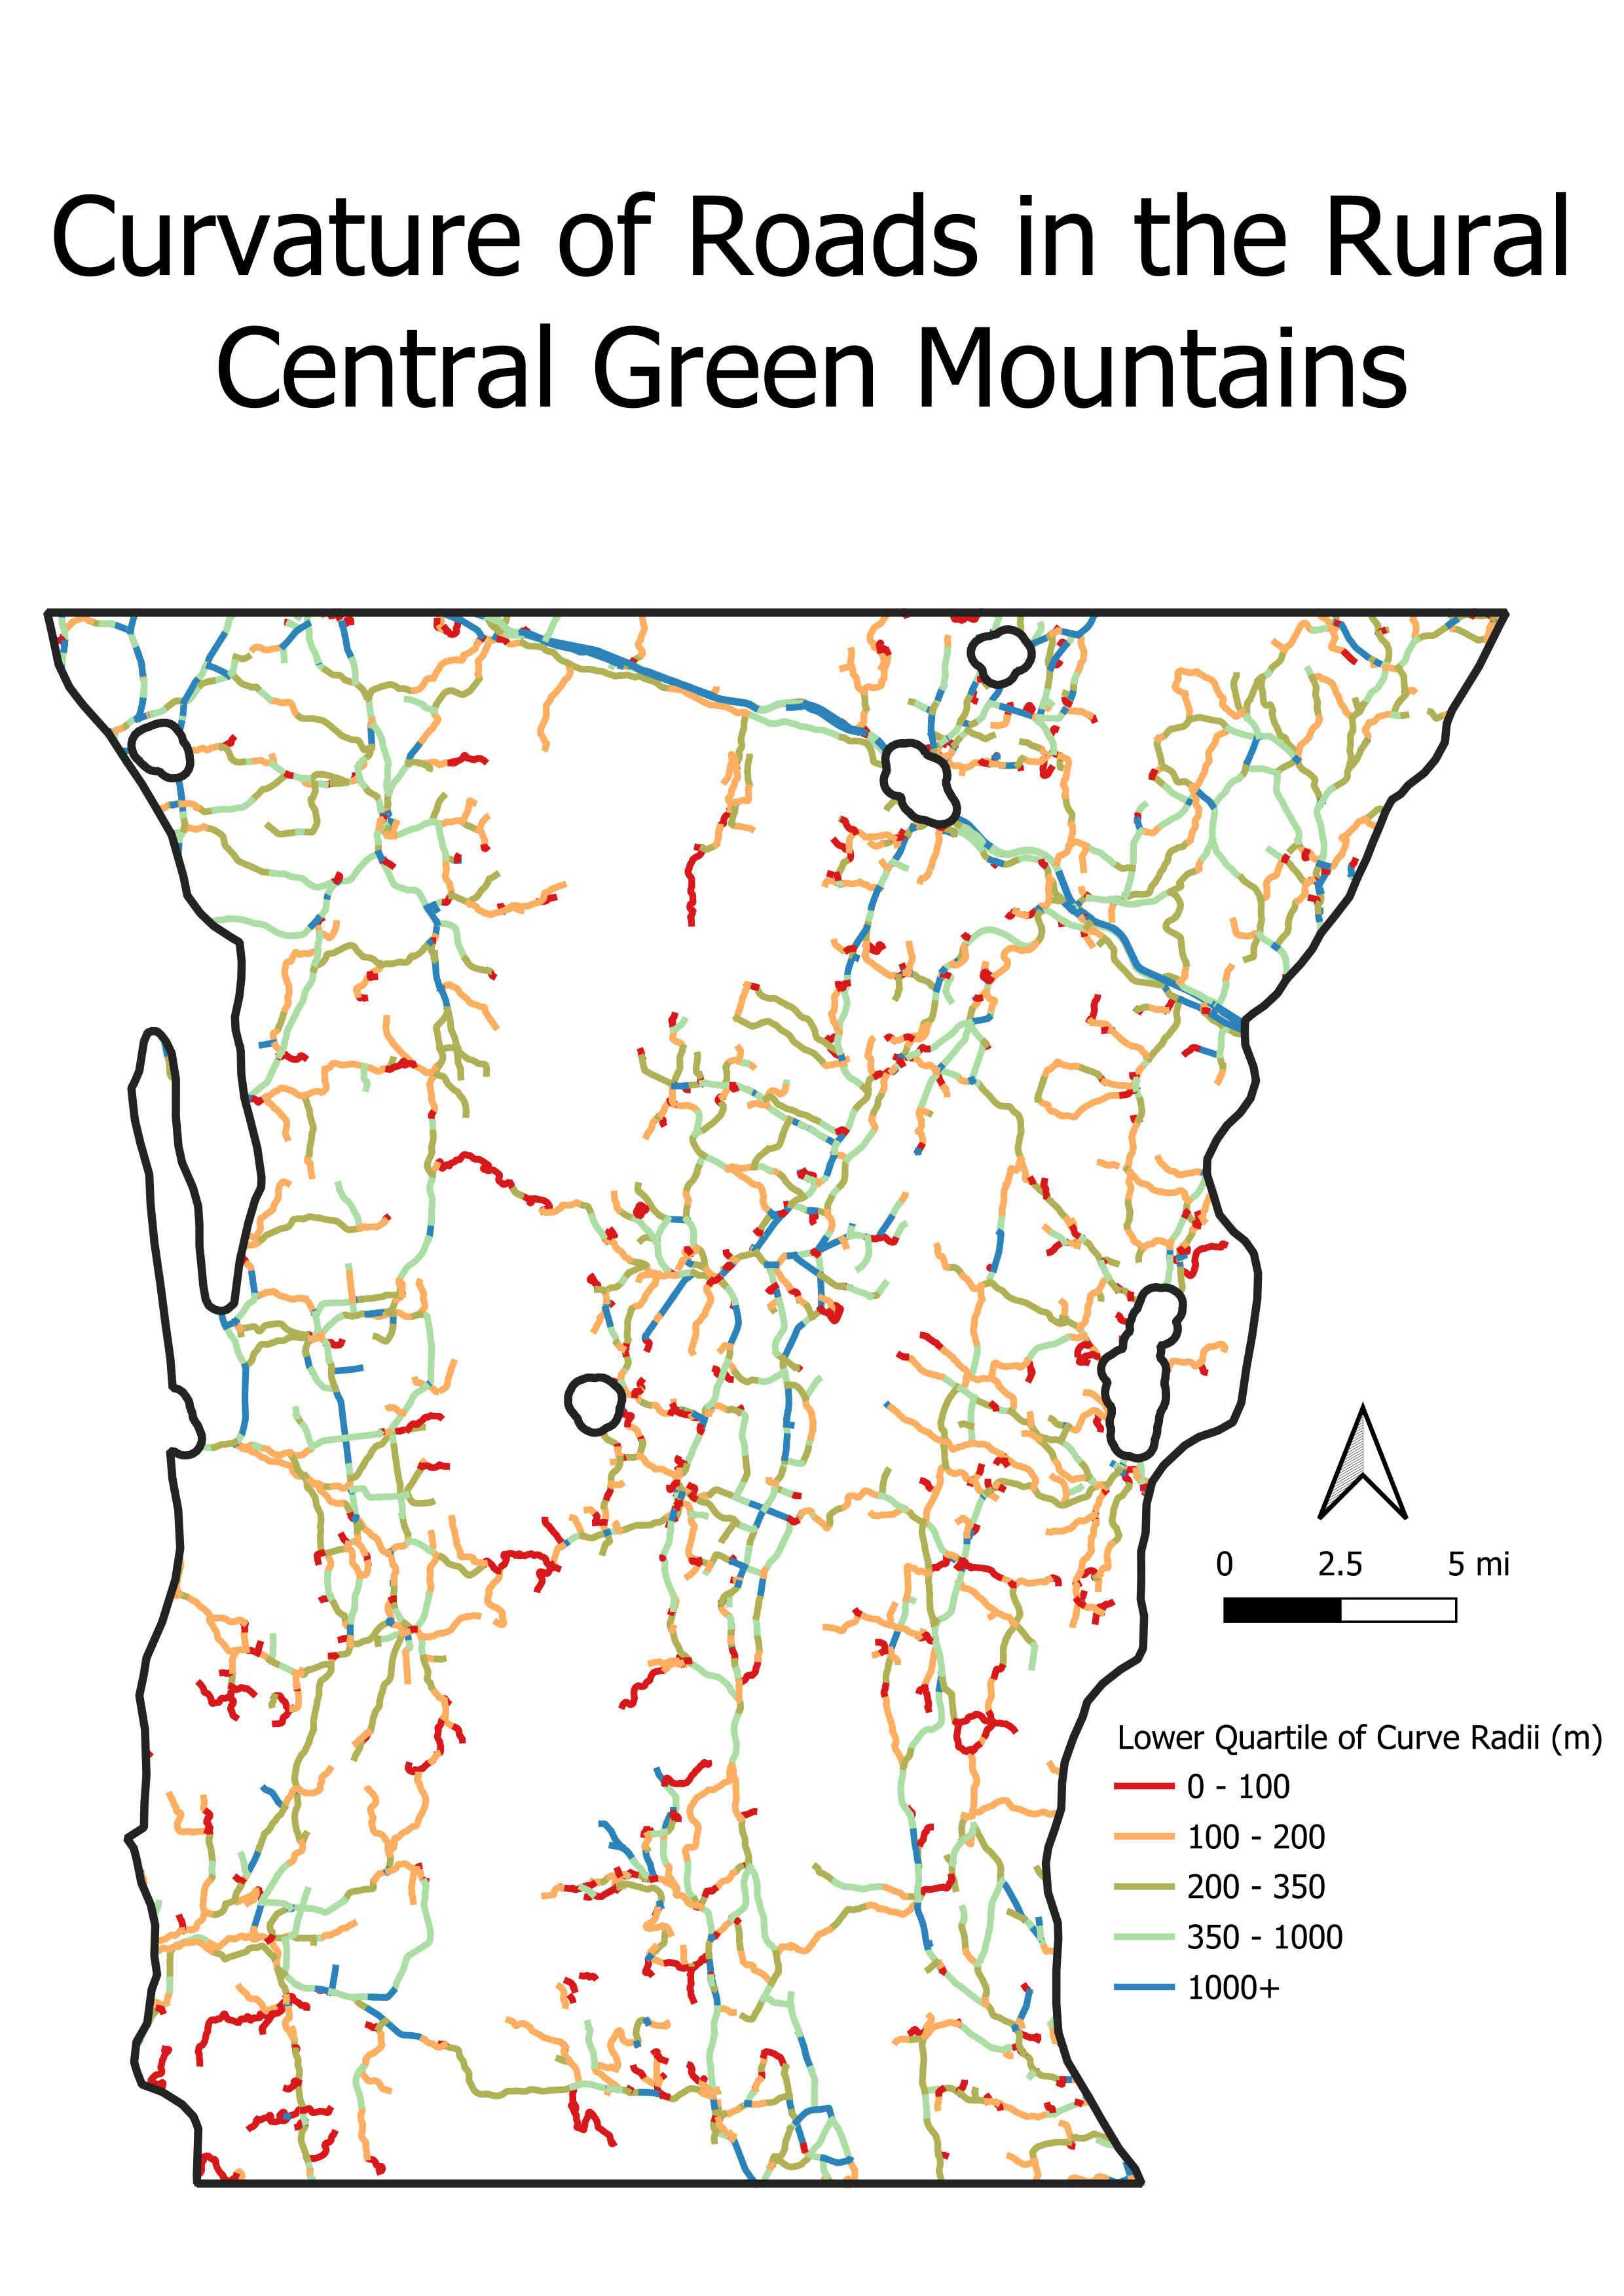 Curvature of Roads in the Rural
Central Green Mountains
0 2.5 5 mi
Lower Quartile of Curve Radii (m)
0 - 100
100 - 200
200 - 350
350 - 1000
1000+